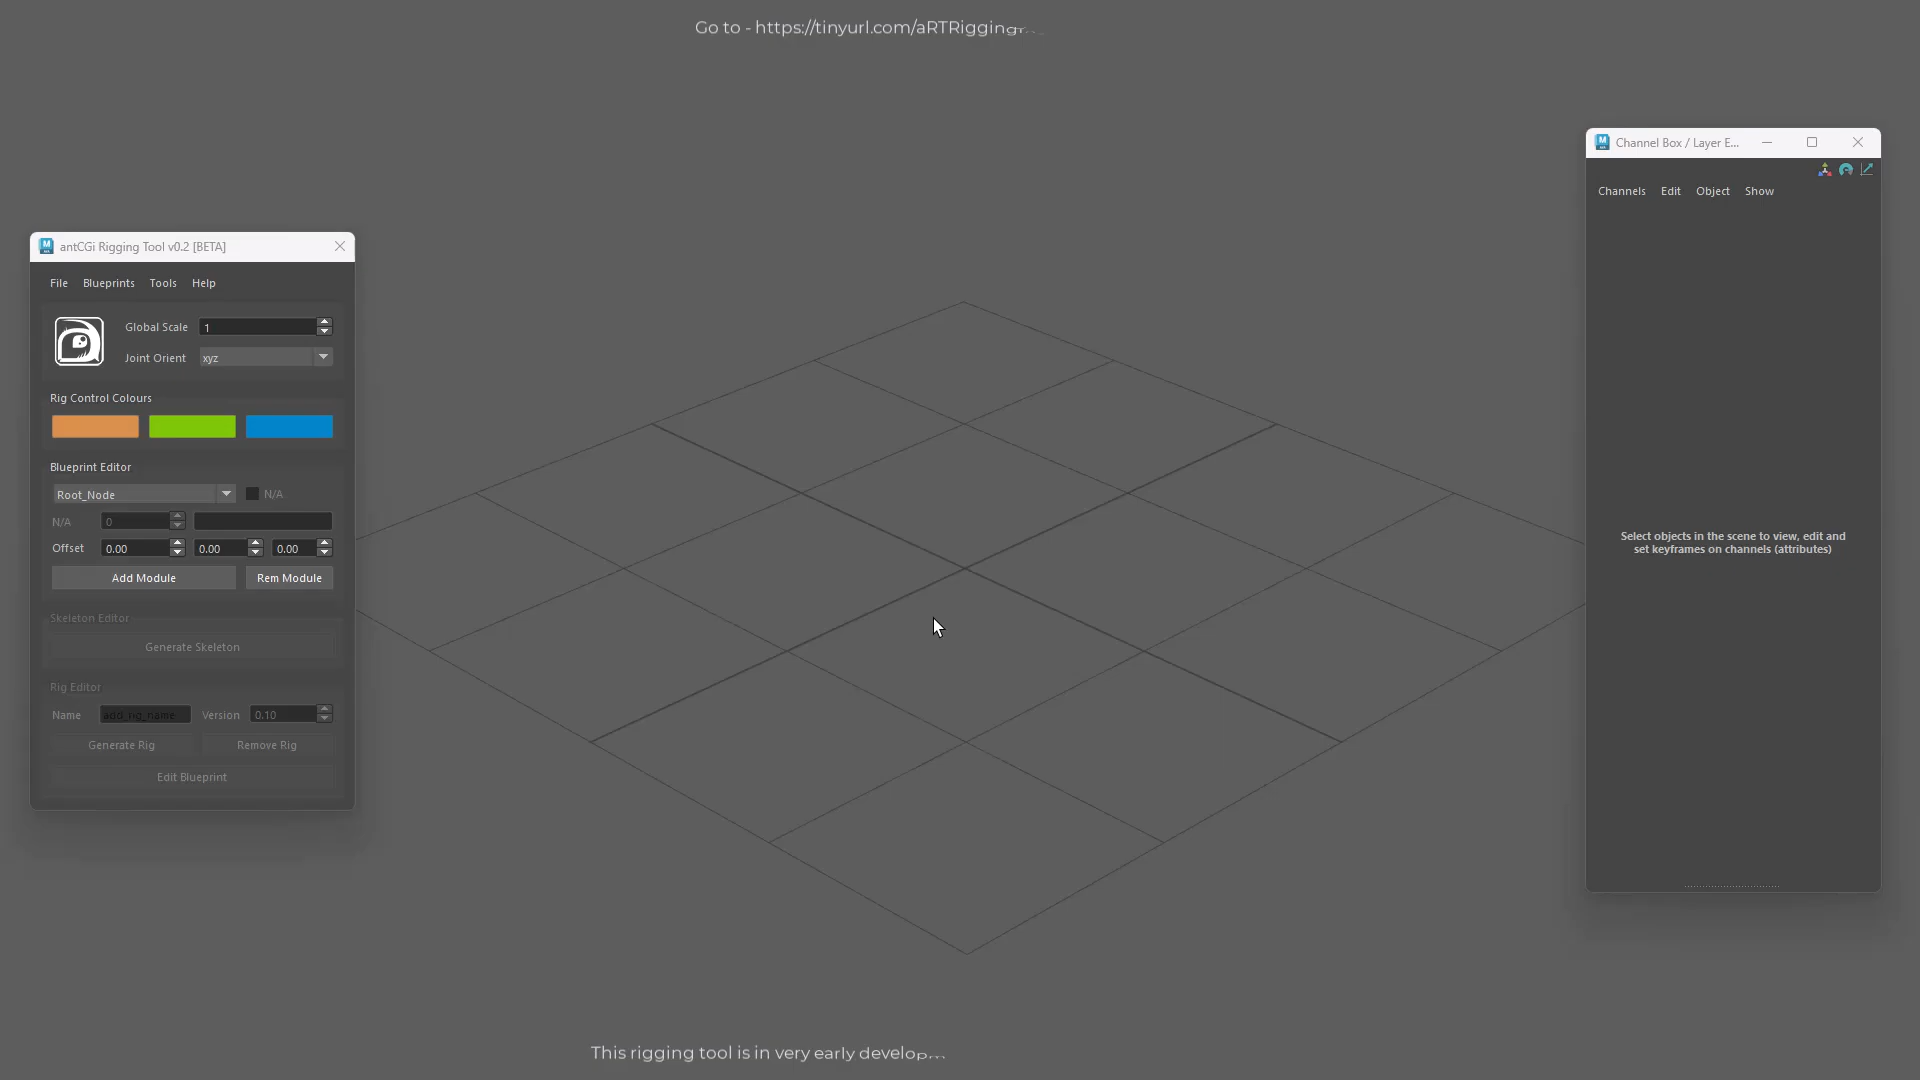 Go to - https://tinyurl.com/aRTRigging
Channel Box / Layer E...
Channels Edit Object Show
antCGi Rigging Tool v0.2 [BETA]
File Blueprints Tools Help
Global Scale 1
Joint Orient xyz
Rig Control Colours
Blueprint Editor
Root_Node N/A
N/A 0
Offset 0.00 0.00 0.00
Add Module Rem Module
Select objects in the scene to view, edit and
set keyframes on channels (attributes)
Skeleton Editor
Generate Skeleton
Rig Editor
Name add_rig_name Version 0.10
Generate Rig Remove Rig
Edit Blueprint
This rigging tool is in very early